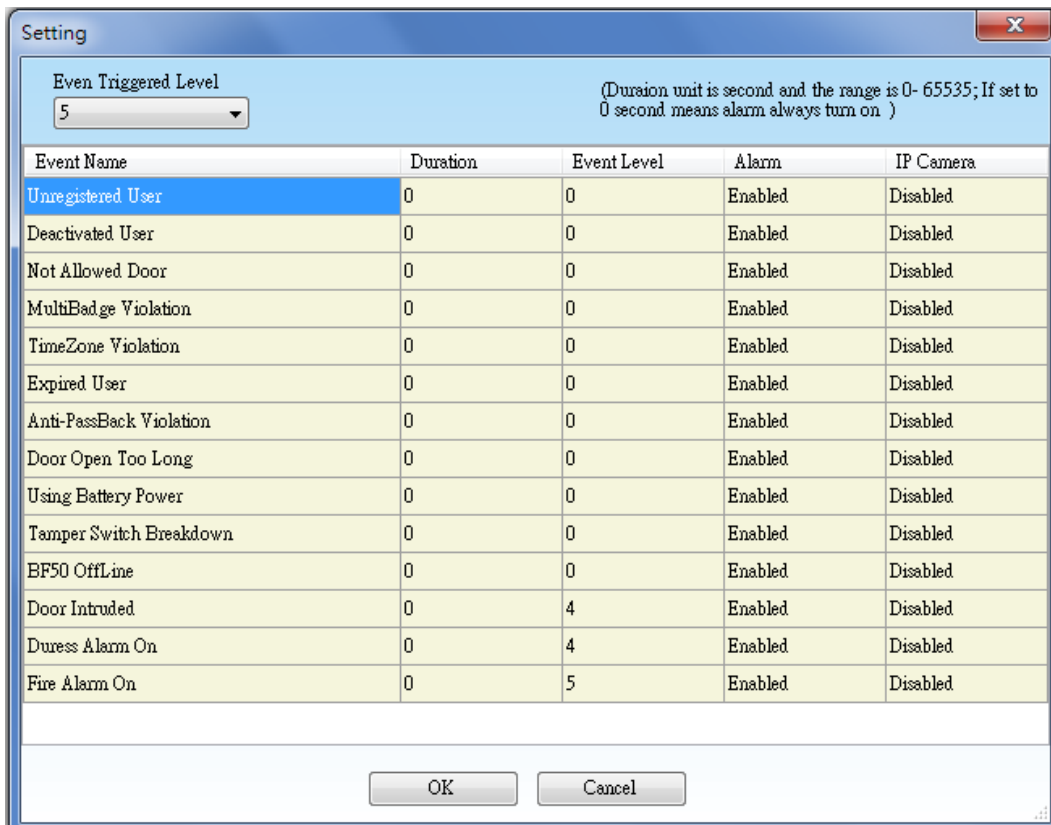 Setting
Even Triggered Level
5
(Duraion unit is second and the range is 0- 65535; If set to
0 second means alarm always turn on )
Event Name Duration Event Level Alarm IP Camera
Unregistered User 0 0 Enabled Disabled
Deactivated User 0 0 Enabled Disabled
Not Allowed Door 0 0 Enabled Disabled
MultiBadge Violation 0 0 Enabled Disabled
TimeZone Violation 0 0 Enabled Disabled
Expired User 0 0 Enabled Disabled
Anti-PassBack Violation 0 0 Enabled Disabled
Door Open Too Long 0 0 Enabled Disabled
Using Battery Power 0 0 Enabled Disabled
Tamper Switch Breakdown 0 0 Enabled Disabled
BF50 OffLine 0 0 Enabled Disabled
Door Intruded 0 4 Enabled Disabled
Duress Alarm On 0 4 Enabled Disabled
Fire Alarm On 0 5 Enabled Disabled
OK Cancel